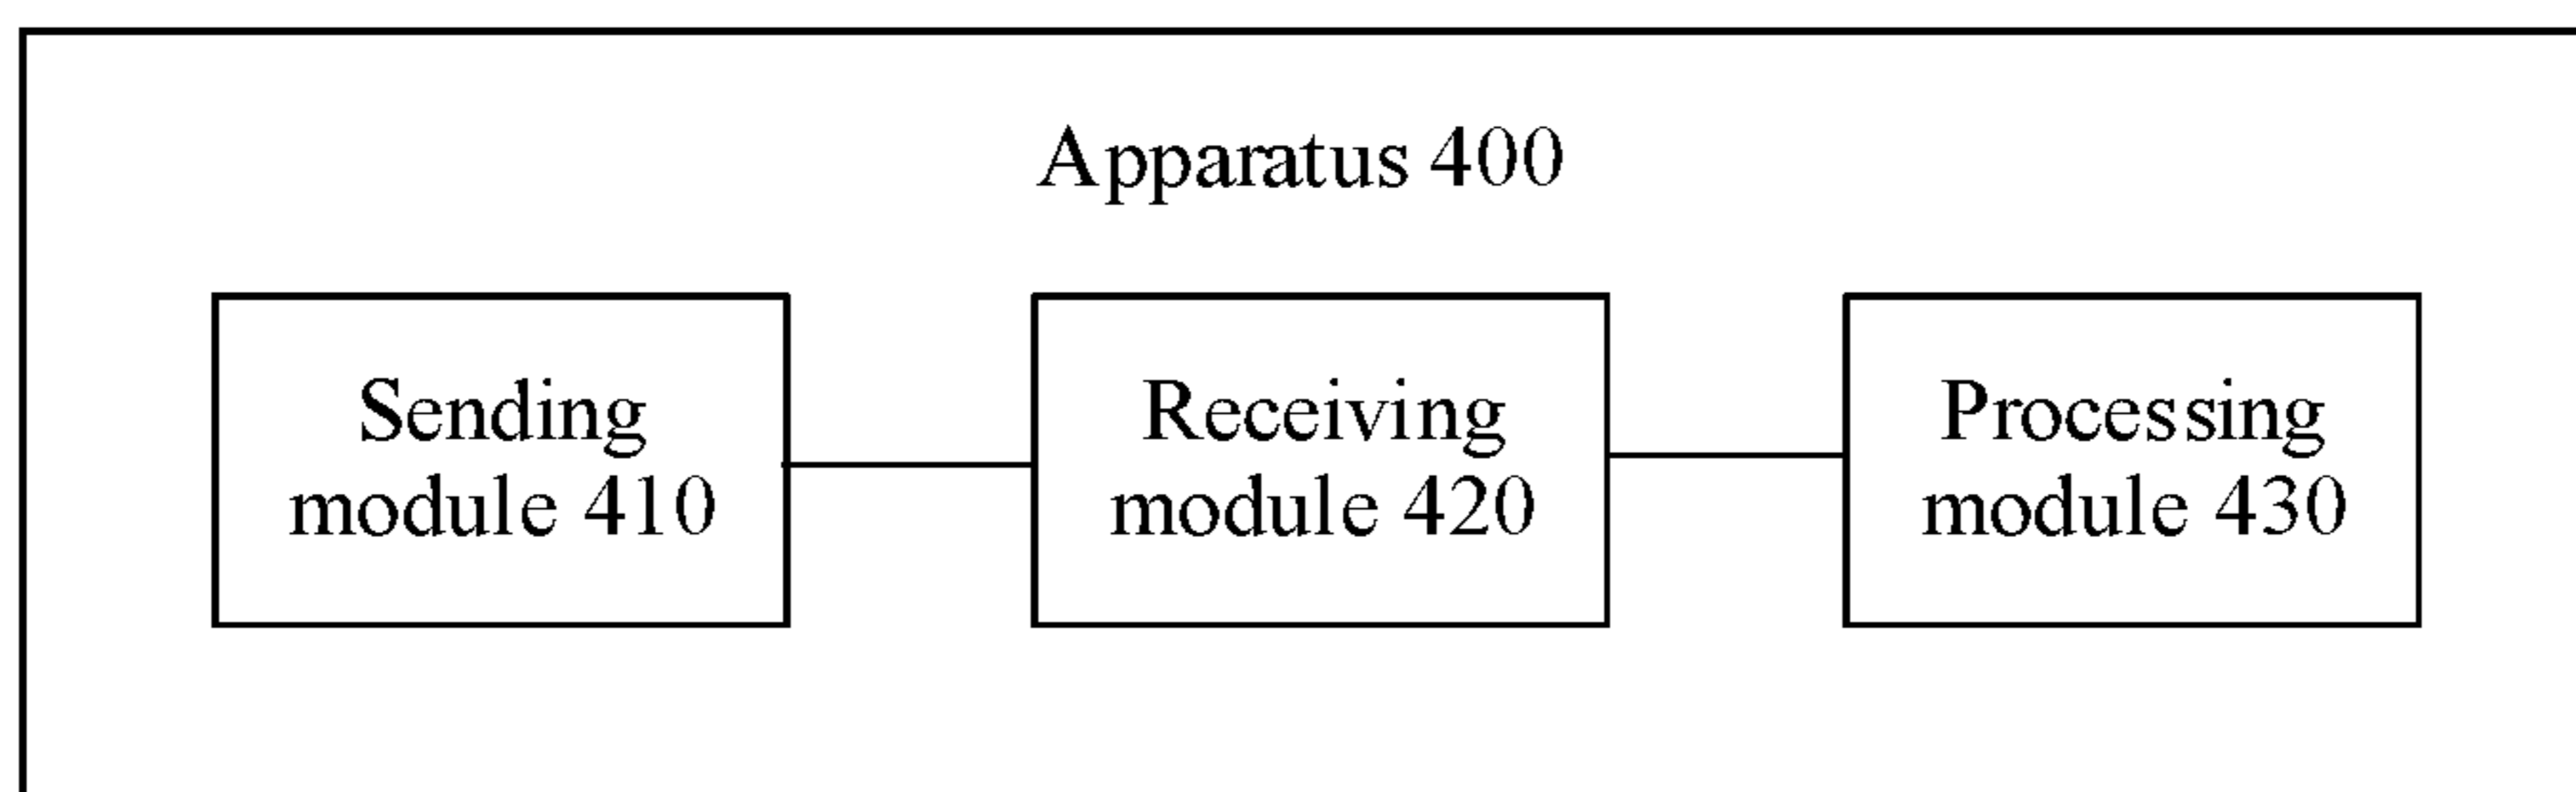 Apparatus 400
Sending
module 410
Receiving
module 420
Processing
module 430